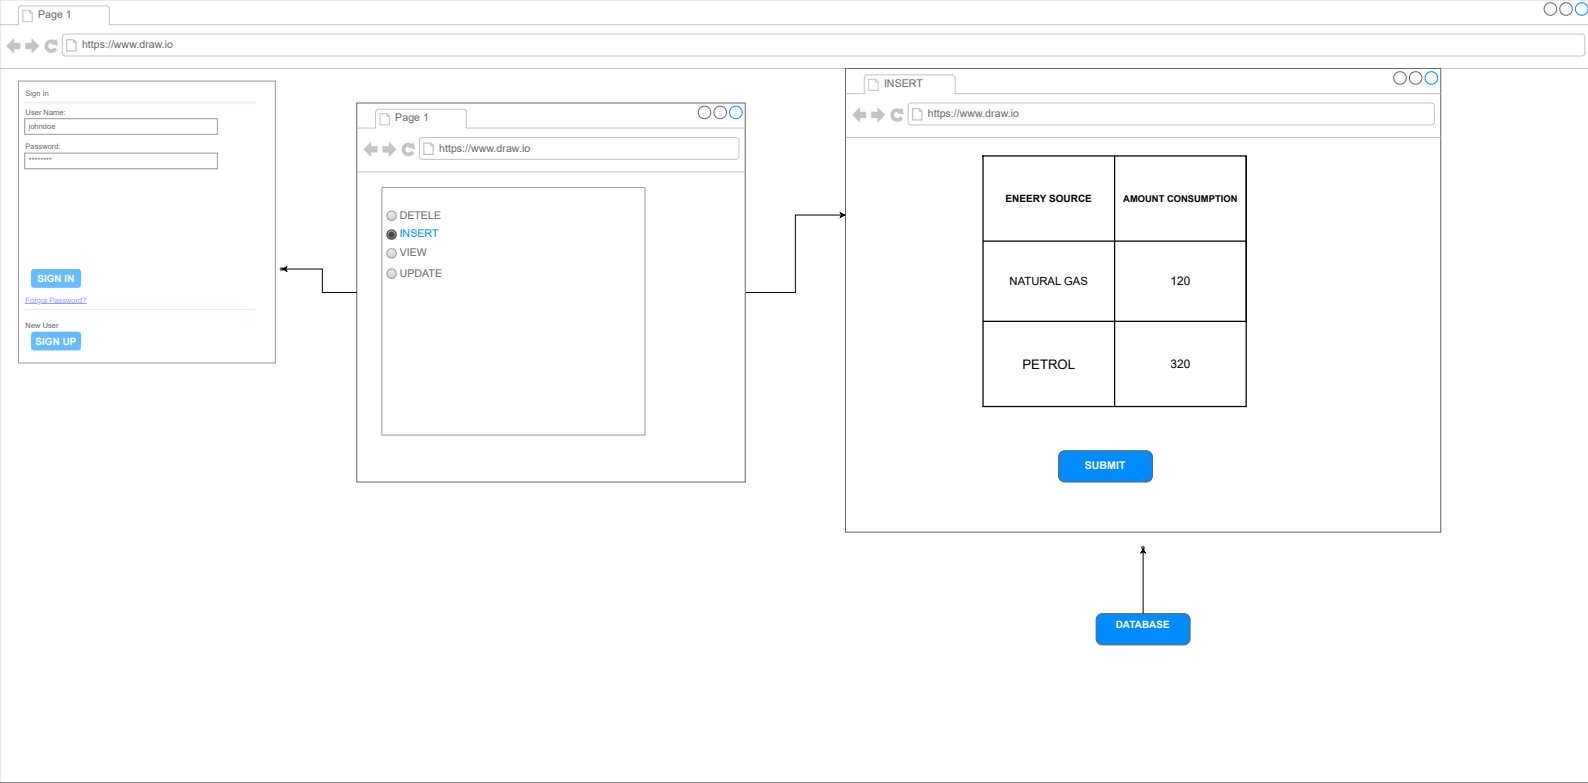 Page 1
https://www.draw.io
Sign In
User Name:
johndoe
Password:
********
SIGN IN
Forgot Password?
New User
SIGN UP
Page 1
https://www.draw.io
DETELE
INSERT
VIEW
UPDATE
INSERT
https://www.draw.io
ENEERY SOURCE AMOUNT CONSUMPTION
NATURAL GAS 120
PETROL 320
SUBMIT
DATABASE